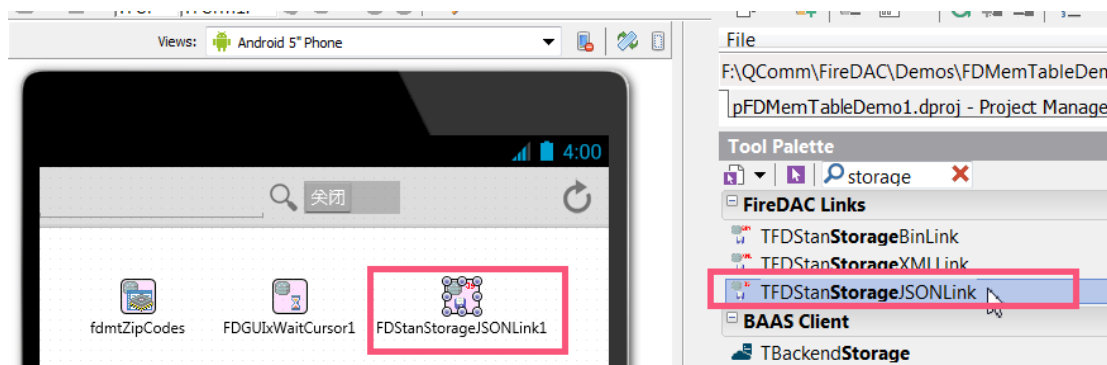 Views: Android 5" Phone
4:00
关闭
fdmtZipCodes
FDGUIxWaitCursor1
FDStanStorageJSONLink1
File
F:\QComm\FireDAC\Demos\FDMemTableDem
pFDMemTableDemo1.dproj - Project Manage
Tool Palette
storage
FireDAC Links
TFDStanStorageBinLink
TFDStanStorageXMLLink
TFDStanStorageJSONLink
BAAS Client
TBackendStorage